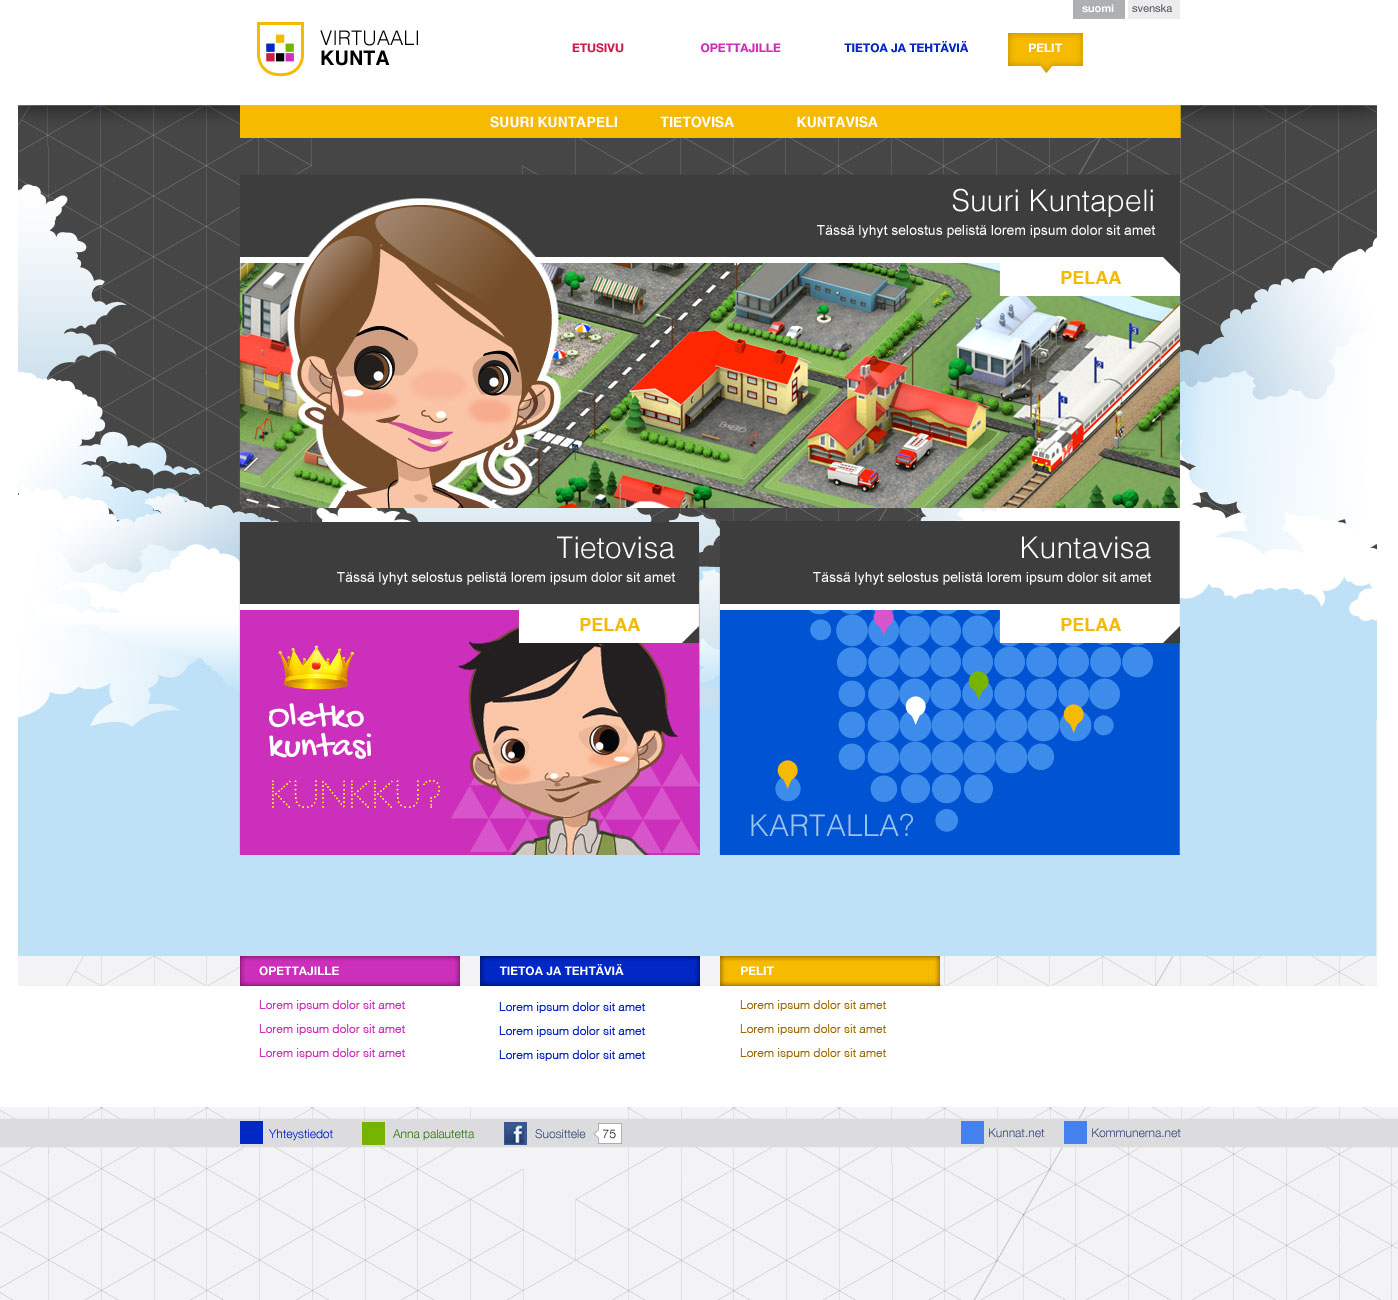 suomi svenska
VIRTUAALI
KUNTA
ETUSIVU OPETTAJILLE TIETOA JA TEHTÄVIÄ PELIT
SUURI KUNTAPELI TIETOVISA KUNTAVISA
Suuri Kuntapeli
Tässä lyhyt selostus pelistä lorem ipsum dolor sit amet
PELAA
Tietovisa
Tässä lyhyt selostus pelistä lorem ipsum dolor sit amet
PELAA
Oletko
kuntasi
KUNKKU?
Kuntavisa
Tässä lyhyt selostus pelistä lorem ipsum dolor sit amet
PELAA
KARTALLA?
OPETTAJILLE
Lorem ipsum dolor sit amet
Lorem ipsum dolor sit amet
Lorem ispum dolor sit amet
TIETOA JA TEHTÄVIÄ
Lorem ipsum dolor sit amet
Lorem ipsum dolor sit amet
Lorem ispum dolor sit amet
PELIT
Lorem ipsum dolor sit amet
Lorem ipsum dolor sit amet
Lorem ispum dolor sit amet
Yhteystiedot Anna palautetta f Suosittele 75 Kunnat.net Kommunerna.net